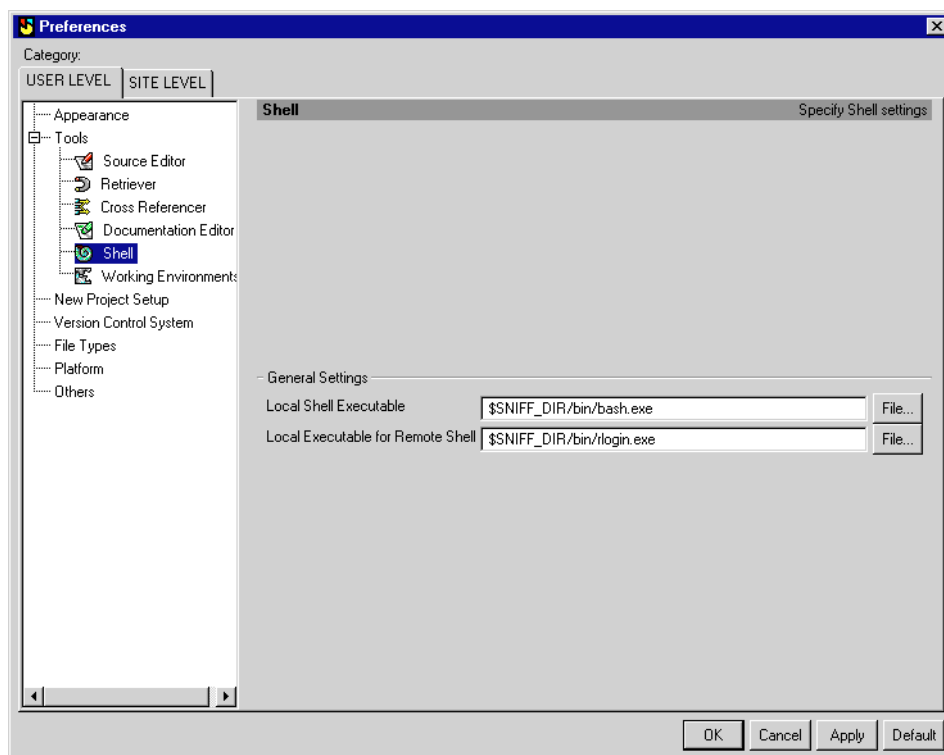 Preferences
Category:
USER LEVEL SITE LEVEL
Appearance
Tools
Source Editor
Retriever
Cross Referencer
Documentation Editor
Shell
Working Environments
New Project Setup
Version Control System
File Types
Platform
Others
Shell Specify Shell settings
General Settings
Local Shell Executable $SNIFF_DIR/bin/bash.exe File...
Local Executable for Remote Shell $SNIFF_DIR/bin/rlogin.exe File...
OK Cancel Apply Default